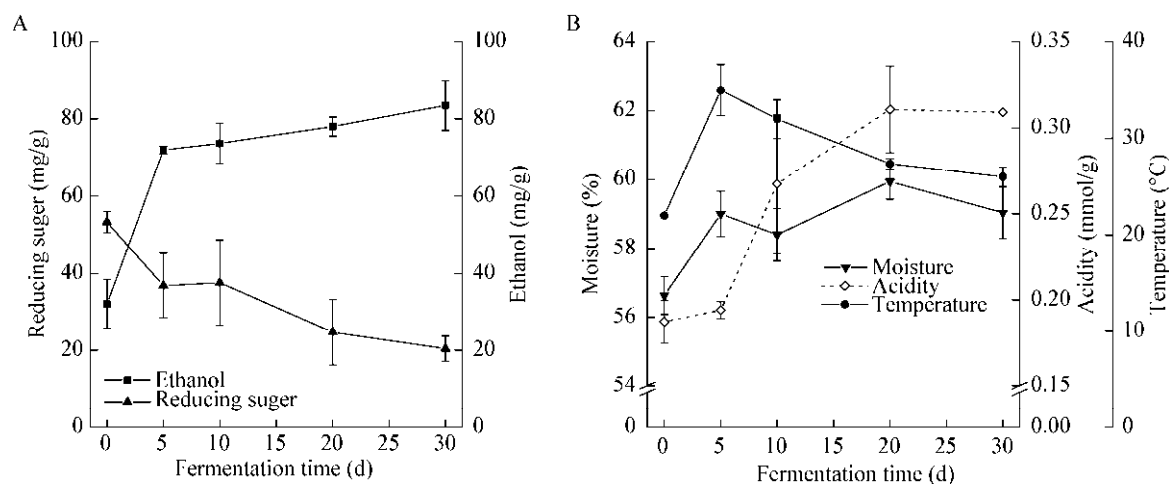 A
100
80
60
40
20
0
Reducing suger (mg/g)
100
80
60
40
20
0
Ethanol (mg/g)
Ethanol
Reducing suger
0 5 10 15 20 25 30
Fermentation time (d)
B
64
62
60
58
56
54
Moisture (%)
0.35
0.30
0.25
0.20
0.15
0.00
Acidity (mmol/g)
40
30
20
10
0
Temperature (°C)
Moisture
Acidity
Temperature
0 5 10 15 20 25 30
Fermentation time (d)